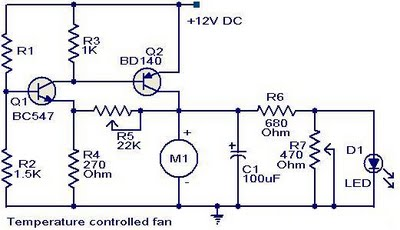 +12V DC
R1
R3
1K
Q2
BD140
Q1
BC547
R5
22K
R6
680
Ohm
R2
1.5K
R4
270
Ohm
+
M1
-
+
C1
100uF
R7
470
Ohm
D1
LED
Temperature controlled fan